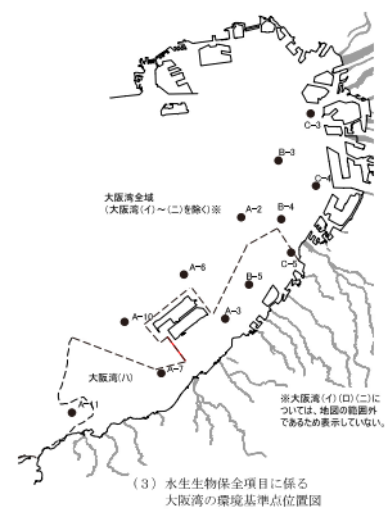 C-3
B-3
C-4
大阪湾全域
(大阪湾(イ)~(ニ)を除く)※
A-2
B-4
C-5
A-6
B-5
A-10
A-3
大阪湾(ハ)
A-7
A-11
※大阪湾(イ)(ロ)(ニ)に
ついては、地図の範囲外
であるため表示していない。
(3) 水生生物保全項目に係る
大阪湾の環境基準点位置図